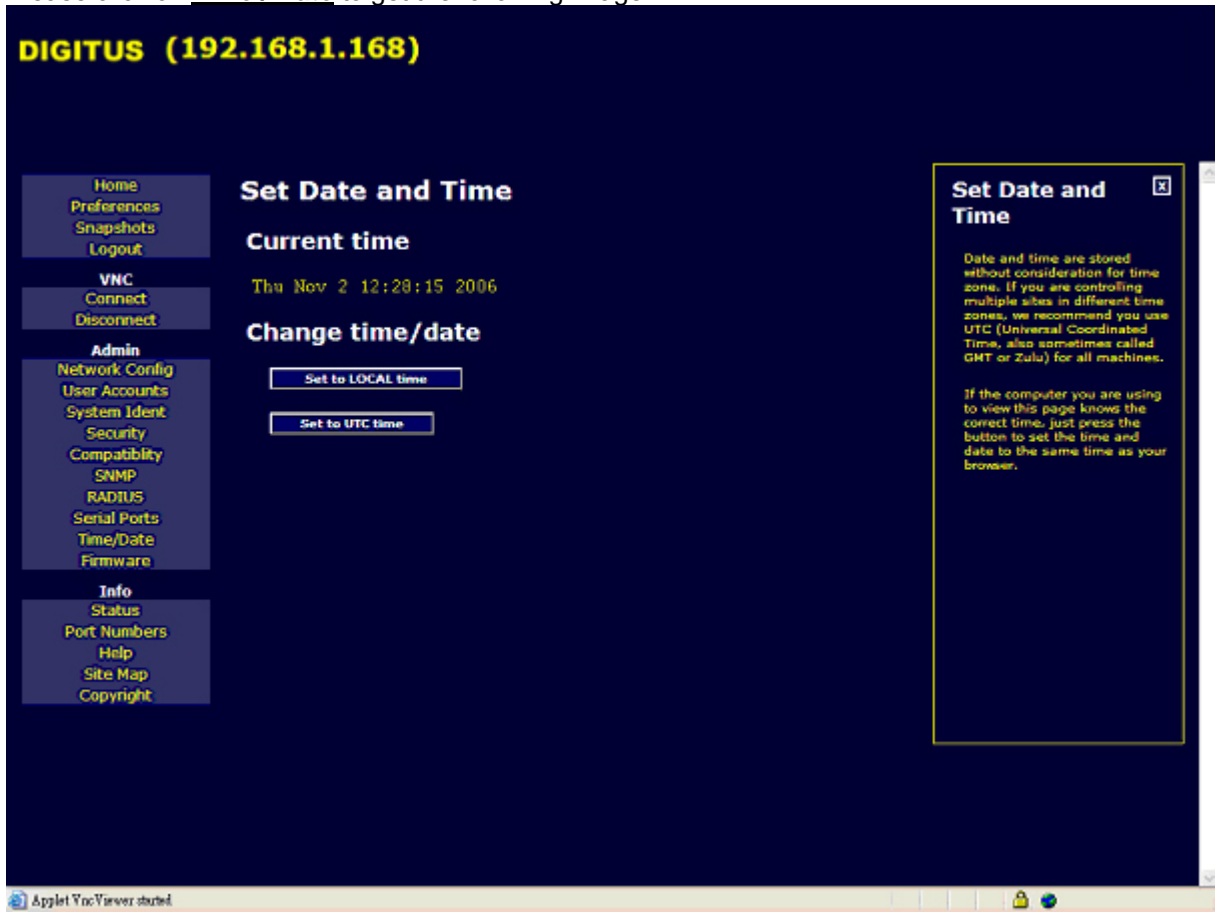 DIGITUS (192.168.1.168)
Home
Preferences
Snapshots
Logout
VNC
Connect
Disconnect
Admin
Network Config
User Accounts
System Ident
Security
Compatiblity
SNMP
RADIUS
Serial Ports
Time/Date
Firmware
Info
Status
Port Numbers
Help
Site Map
Copyright
Set Date and Time
Current time
Thu Nov 2 12:28:15 2006
Change time/date
Set to LOCAL time
Set to UTC time
Set Date and
Time
Date and time are stored
without consideration for time
zone. If you are controlling
multiple sites in different time
zones, we recommend you use
UTC (Universal Coordinated
Time, also sometimes called
GMT or Zulu) for all machines.
If the computer you are using
to view this page knows the
correct time, just press the
button to set the time and
date to the same time as your
browser.
Applet VncViewer started